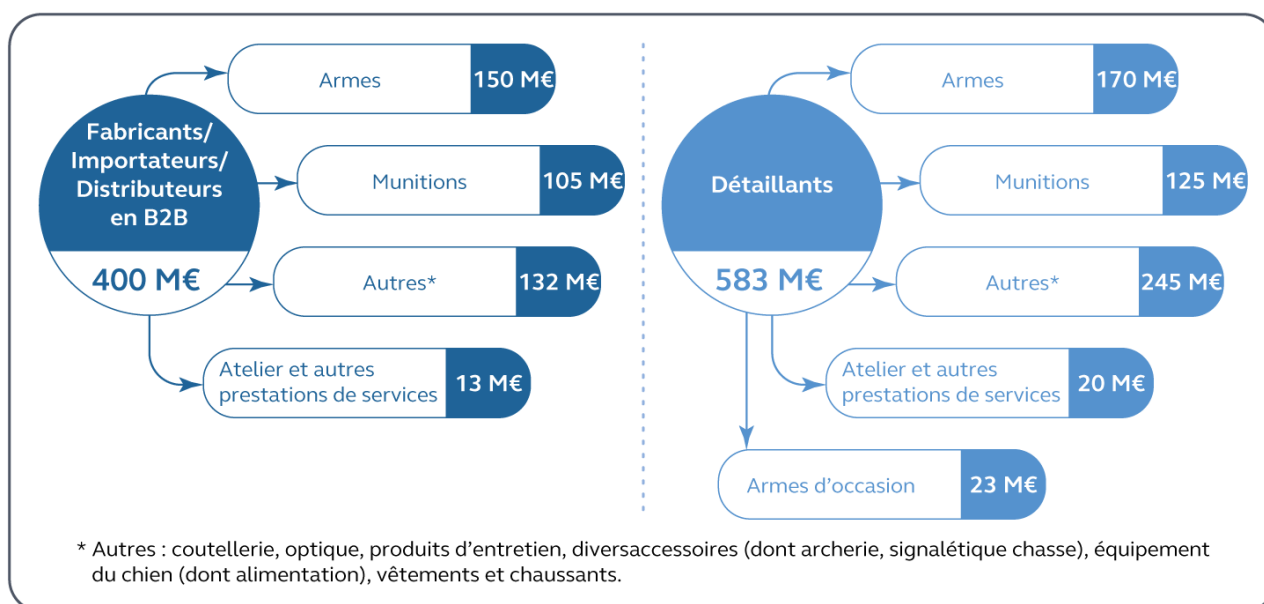 Fabricants/
Importateurs/
Distributeurs
en B2B
400 M€
Armes
150 M€
Munitions
105 M€
Autres*
132 M€
Atelier et autres
prestations de services
13 M€
Détaillants
583 M€
Armes
170 M€
Munitions
125 M€
Autres*
245 M€
Atelier et autres
prestations de services
20 M€
Armes d’occasion
23 M€
* Autres : coutellerie, optique, produits d’entretien, diversaccessoires (dont archerie, signalétique chasse), équipement
du chien (dont alimentation), vêtements et chaussants.